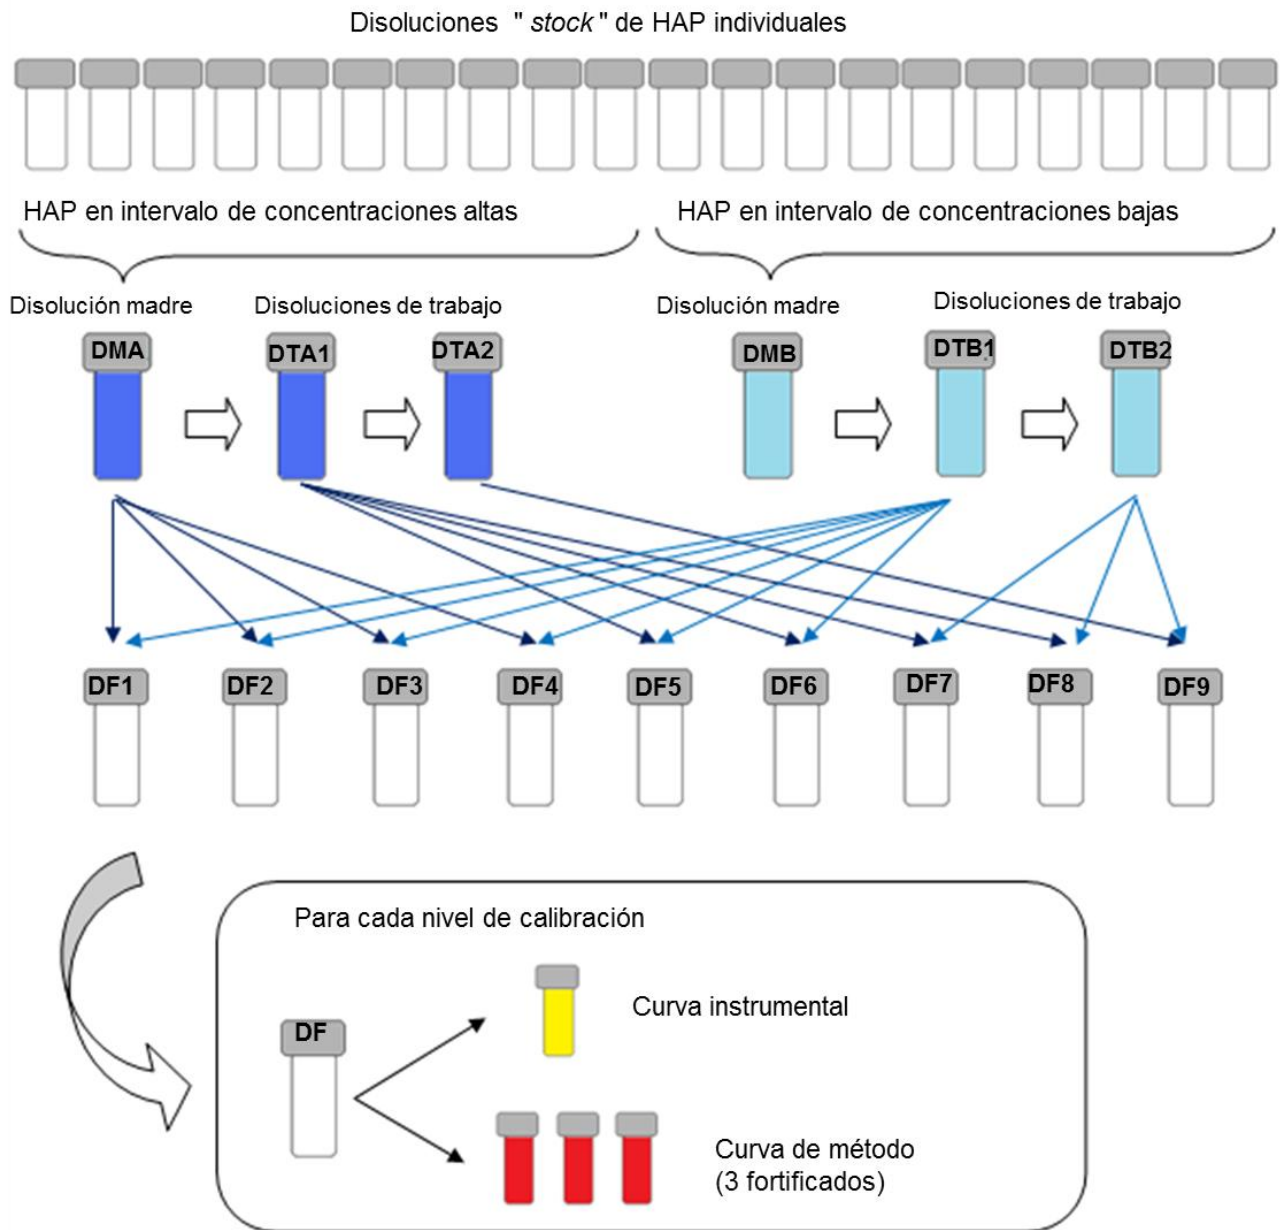 Disoluciones " stock " de HAP individuales
HAP en intervalo de concentraciones altas
HAP en intervalo de concentraciones bajas
Disolución madre
Disoluciones de trabajo
Disolución madre
Disoluciones de trabajo
DMA
DTA1
DTA2
DMB
DTB1
DTB2
DF1
DF2
DF3
DF4
DF5
DF6
DF7
DF8
DF9
Para cada nivel de calibración
DF
Curva instrumental
Curva de método
(3 fortificados)